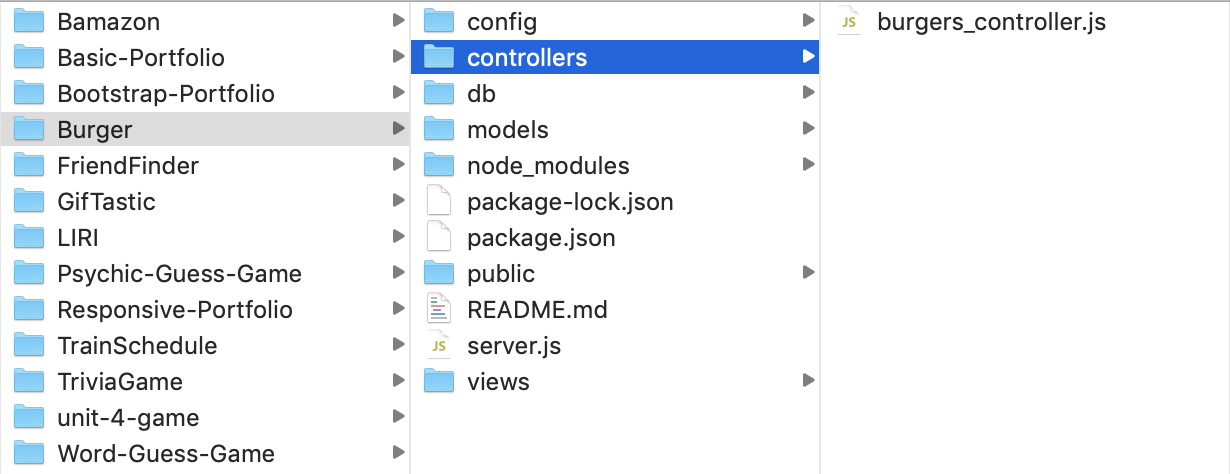 Bamazon
Basic-Portfolio
Bootstrap-Portfolio
Burger
FriendFinder
GifTastic
LIRI
Psychic-Guess-Game
Responsive-Portfolio
TrainSchedule
TriviaGame
unit-4-game
Word-Guess-Game
config
controllers
db
models
node_modules
package-lock.json
package.json
public
README.md
JS server.js
views
JS burgers_controller.js